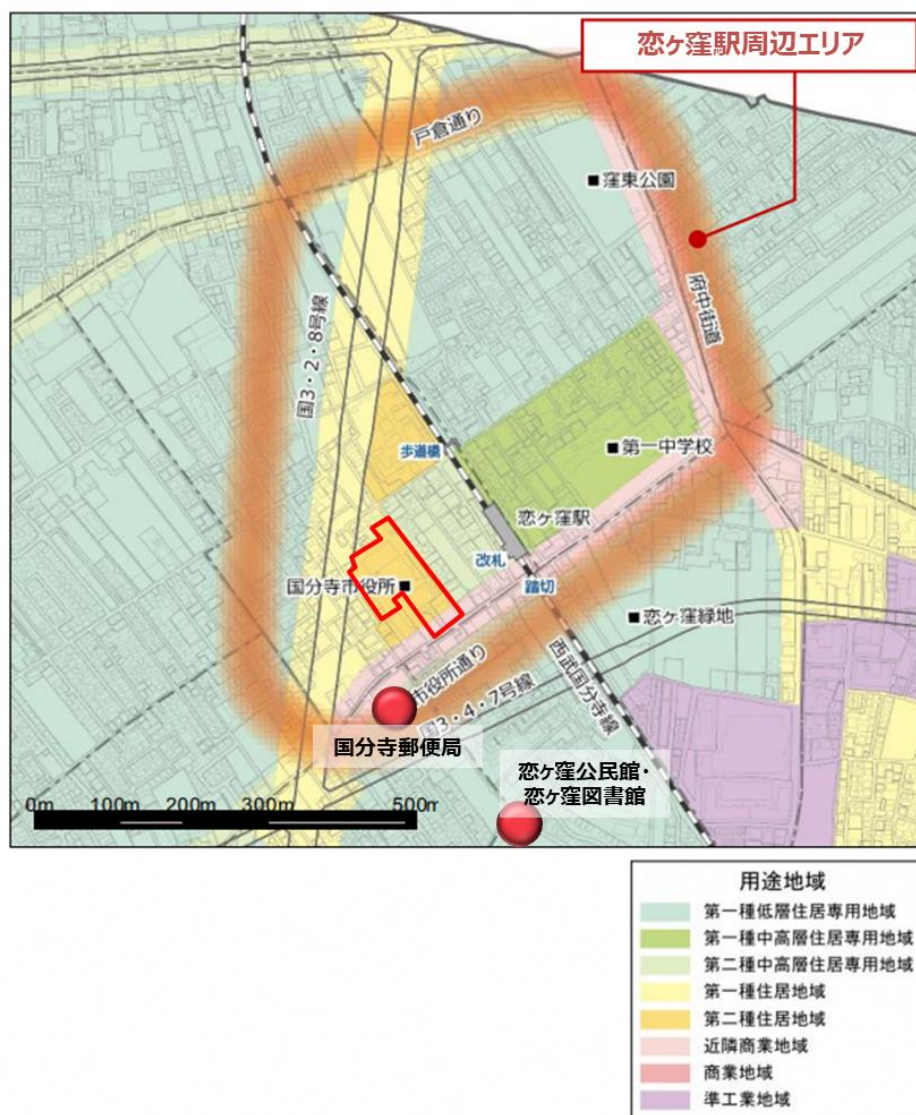 恋ヶ窪駅周辺エリア
戸倉通り
■窪東公園
府中街道
国3・2・8号線
歩道橋
■第一中学校
恋ヶ窪駅
改札
踏切
国分寺市役所■
■恋ヶ窪緑地
市役所通り
国3・4・7号線
西武国分寺線
国分寺郵便局
恋ヶ窪公民館・
恋ヶ窪図書館
0m 100m 200m 300m 500m
用途地域
第一種低層住居専用地域
第一種中高層住居専用地域
第二種中高層住居専用地域
第一種住居地域
第二種住居地域
近隣商業地域
商業地域
準工業地域